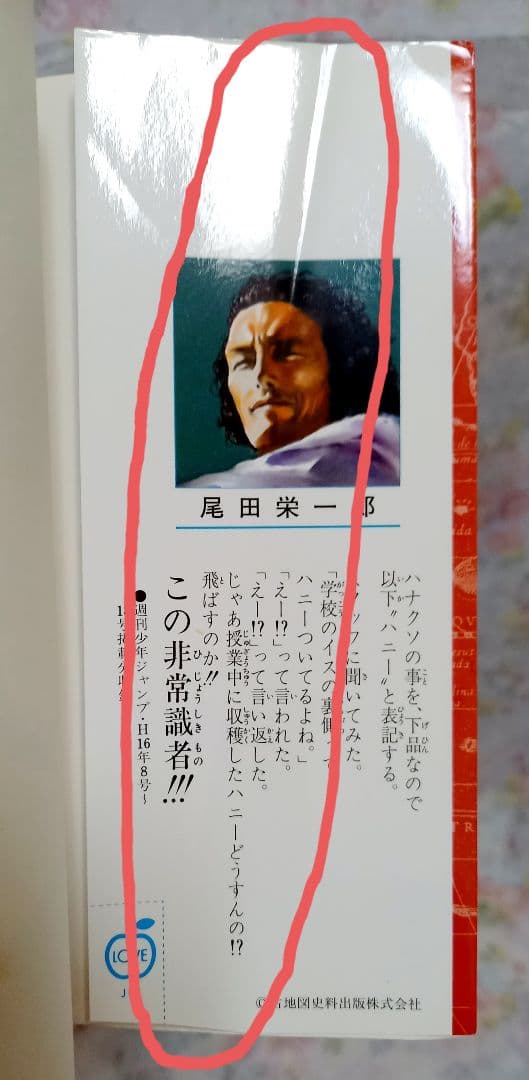 尾田栄一郎
ハナクソの事を、下品なので
以下〝ハニー〟と表記する。
スタッフに聞いてみた。
「学校のイスの裏側って
ハニーついてるよね。」
「えー!?」って言われた。
「えー!?」って言い返した。
じゃあ授業中に収穫したハニーどうすんの!?
飛ばすのか!!
この非常識者!!!
●週刊少年ジャンプ・H16年8号〜
LOVE
J
©古地図史料出版株式会社